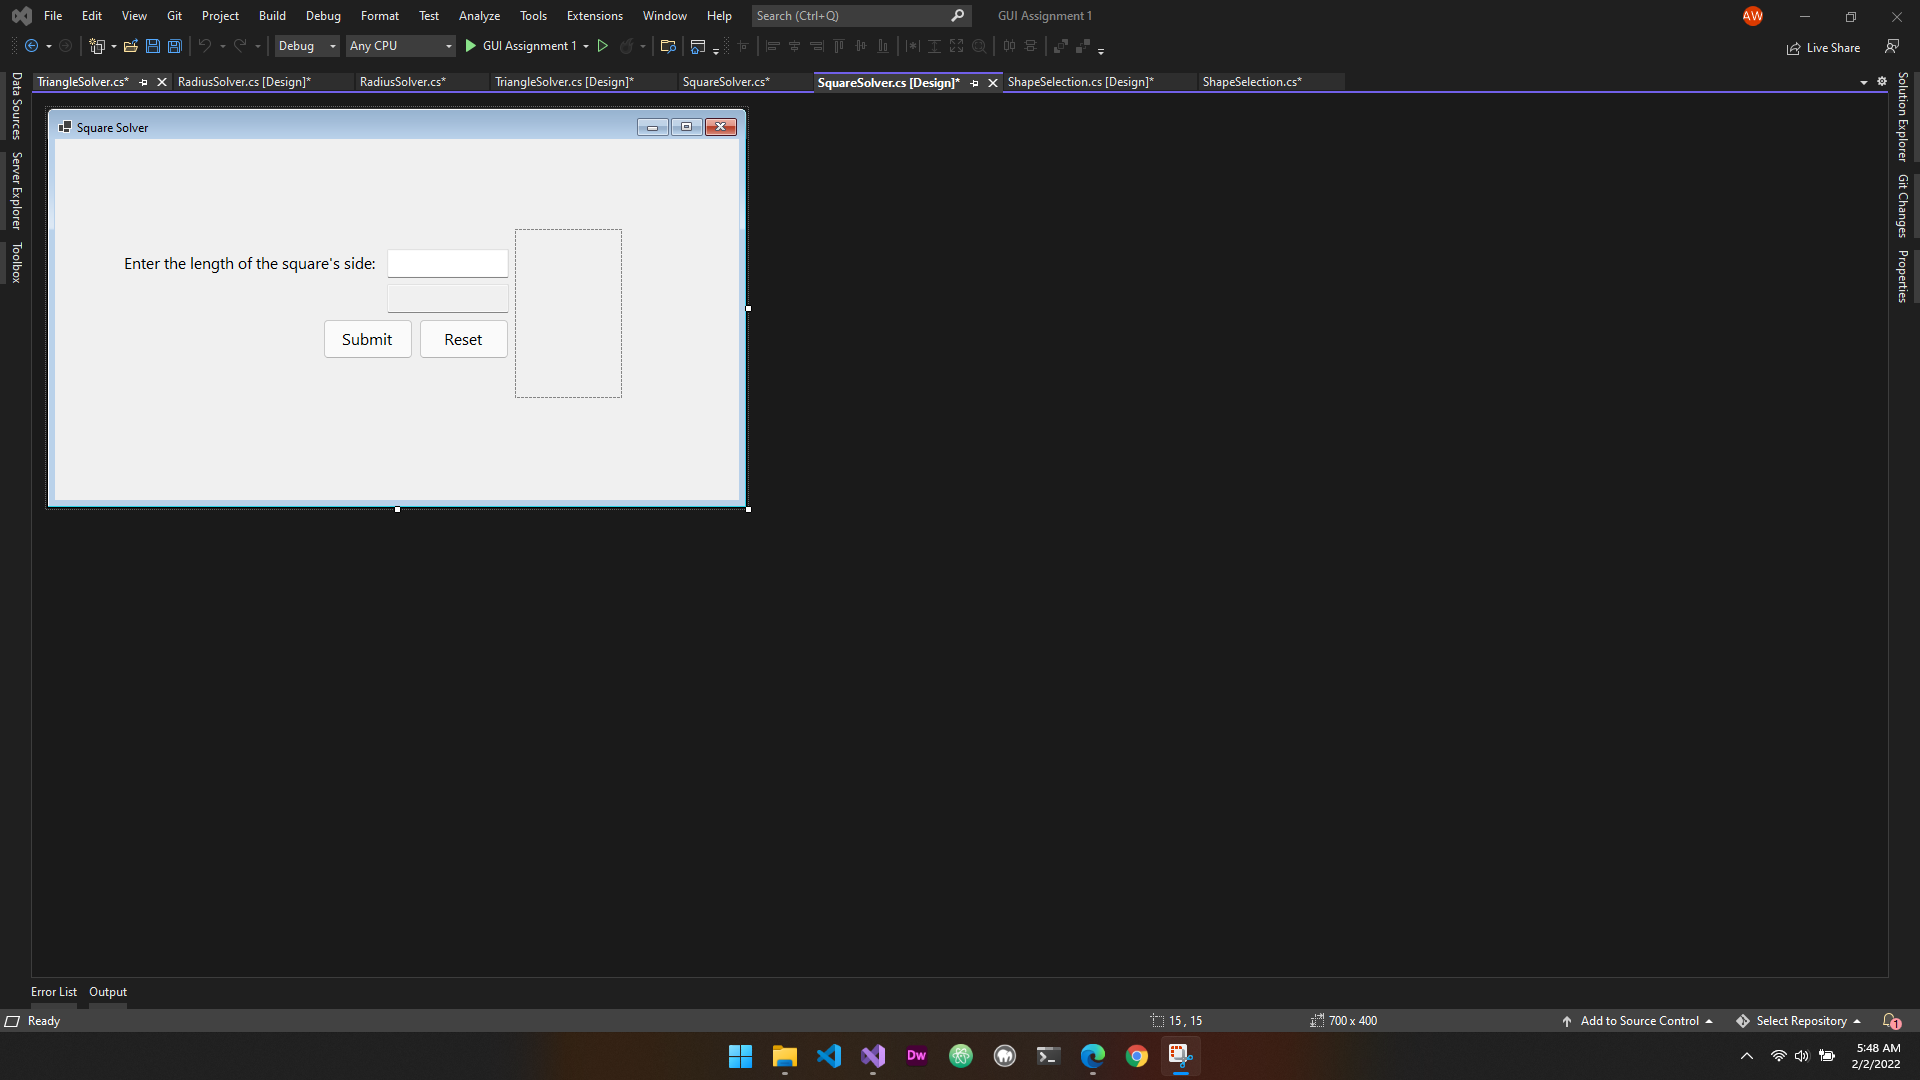 File Edit View Git Project Build Debug Format Test Analyze Tools Extensions Window Help Search (Ctrl+Q) GUI Assignment 1 AW
Debug Any CPU GUI Assignment 1 Live Share
TriangleSolver.cs* RadiusSolver.cs [Design]* RadiusSolver.cs* TriangleSolver.cs [Design]* SquareSolver.cs* SquareSolver.cs [Design]* ShapeSelection.cs [Design]* ShapeSelection.cs*
Data Sources
Server Explorer
Toolbox
Square Solver
Enter the length of the square's side:
Submit Reset
Solution Explorer
Git Changes
Properties
Error List Output
Ready 15 , 15 700 x 400 Add to Source Control Select Repository 1
Dw
5:48 AM
2/2/2022